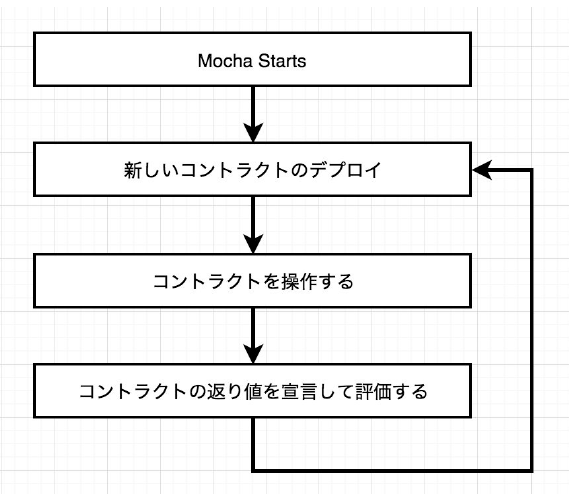 Mocha Starts
新しいコントラクトのデプロイ
コントラクトを操作する
コントラクトの返り値を宣言して評価する